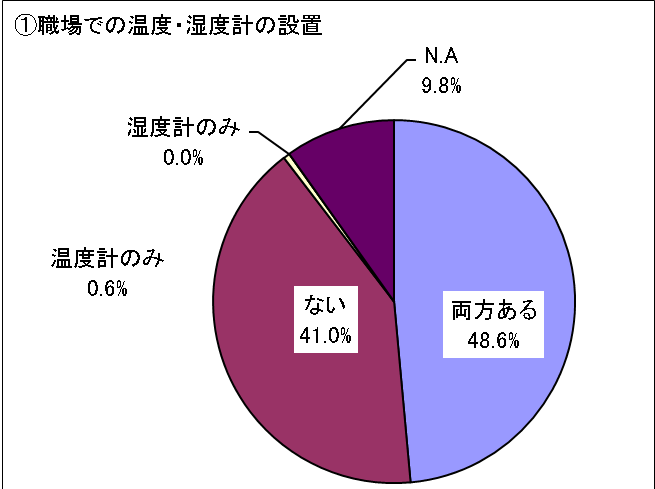 ①職場での温度・湿度計の設置
N.A
9.8%
湿度計のみ
0.0%
温度計のみ
0.6%
ない
41.0%
両方ある
48.6%